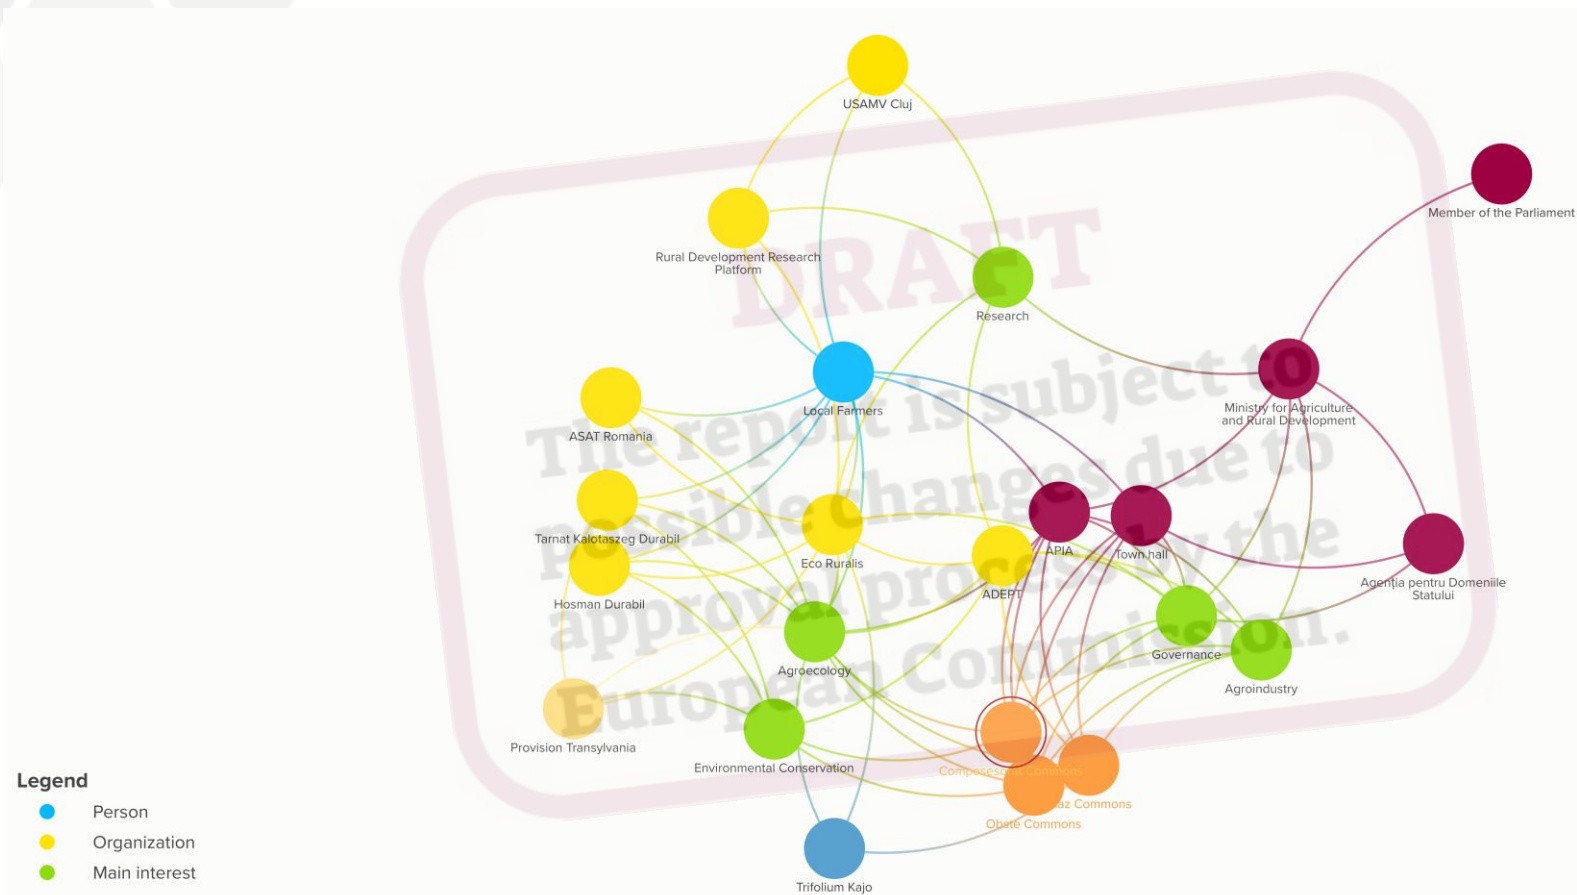 USAMV Cluj
Member of the Parliament
Rural Development Research
Platform
DRAFT
Research
The report is subject to
possible changes due to
approval process by the
European Commission.
Local Farmers
Ministry for Agriculture
and Rural Development
ASAT Romania
Tarnat Kalotaszeg Durabil
Eco Ruralis
APIA
Town hall
Agenția pentru Domeniile
Statului
Hosman Durabil
ADEPT
Governance
Agroecology
Agroindustry
Provision Transylvania
Environmental Conservation
Composesorat Commons
az Commons
Obste Commons
Trifolium Kajo
Legend
Person
Organization
Main interest